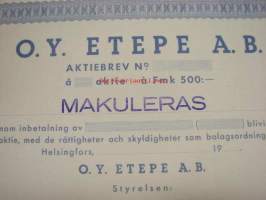 O.Y. ETEPE A.B.
AKTIEBREV No
á aktie á Fmk 500:—
MAKULERAS
nom inbetalning av ( ) blivi
aktie, med de rättigheter och skyldigheter som bolagsordning
Helsingfors, 19
O. Y. ETEPE A. B.
Styrelsen: